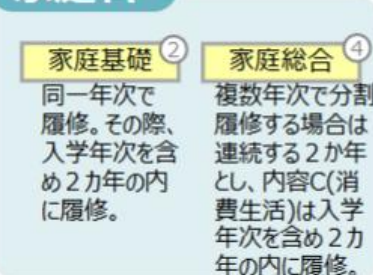 家庭基礎 ②
同一年次で
履修。その際、
入学年次を含
め2カ年の内
に履修。
家庭総合 ④
複数年次で分割
履修する場合は
連続する2か年
とし、内容C(消
費生活)は入学
年次を含め2カ
年の内に履修。